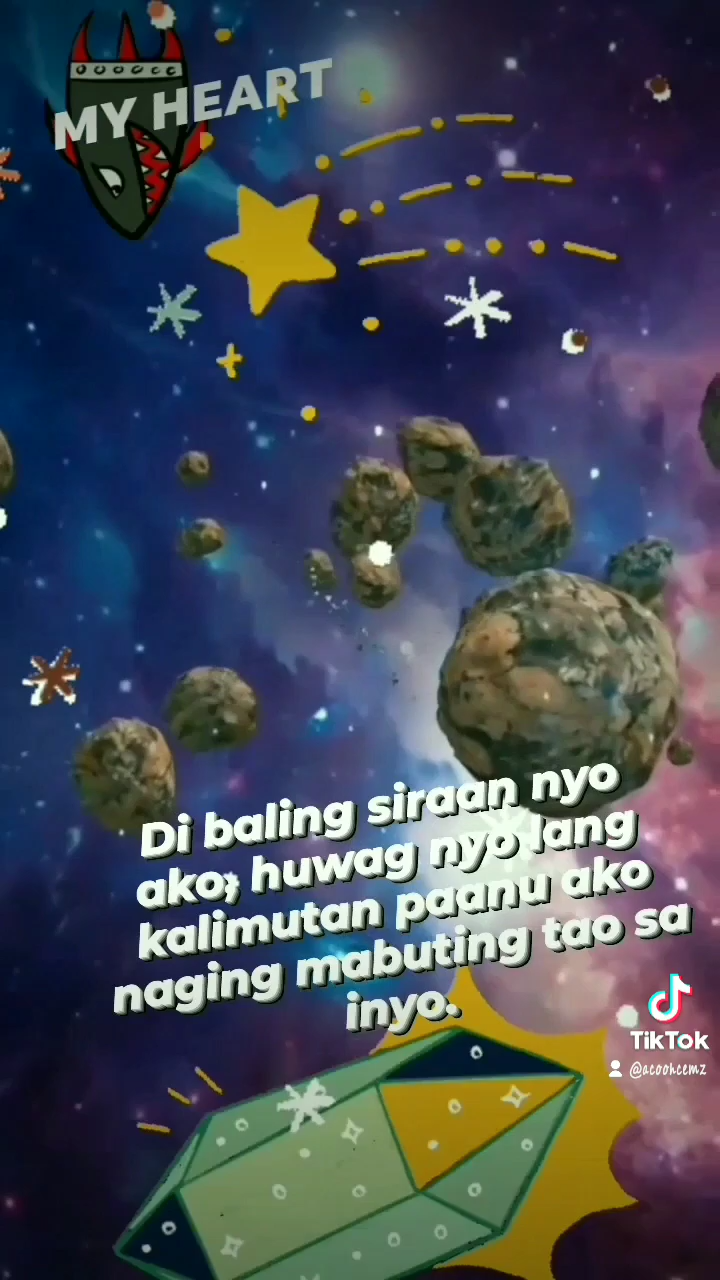 MY HEART
Di baling siraan nyo
ako; huwag nyo lang
kalimutan paanu ako
naging mabuting tao sa
inyo.
TikTok
@acoohcemz